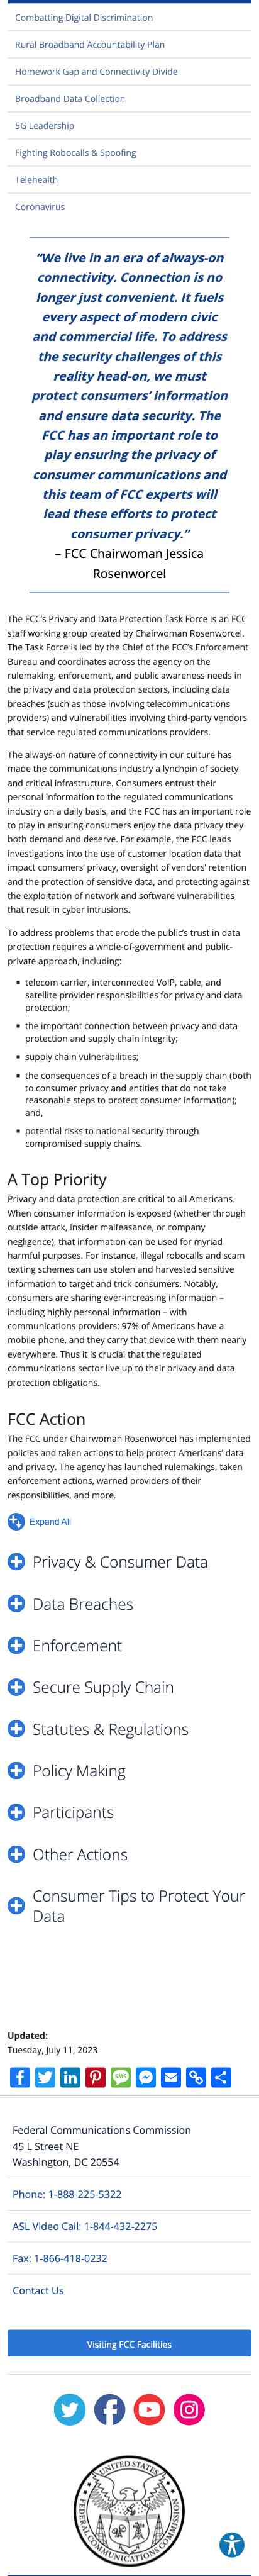 Combatting Digital Discrimination
Rural Broadband Accountability Plan
Homework Gap and Connectivity Divide
Broadband Data Collection
5G Leadership
Fighting Robocalls & Spoofing
Telehealth
Coronavirus
“We live in an era of always-on
connectivity. Connection is no
longer just convenient. It fuels
every aspect of modern civic
and commercial life. To address
the security challenges of this
reality head-on, we must
protect consumers’ information
and ensure data security. The
FCC has an important role to
play ensuring the privacy of
consumer communications and
this team of FCC experts will
lead these efforts to protect
consumer privacy.”
– FCC Chairwoman Jessica
Rosenworcel
The FCC’s Privacy and Data Protection Task Force is an FCC
staff working group created by Chairwoman Rosenworcel.
The Task Force is led by the Chief of the FCC’s Enforcement
Bureau and coordinates across the agency on the
rulemaking, enforcement, and public awareness needs in
the privacy and data protection sectors, including data
breaches (such as those involving telecommunications
providers) and vulnerabilities involving third-party vendors
that service regulated communications providers.
The always-on nature of connectivity in our culture has
made the communications industry a lynchpin of society
and critical infrastructure. Consumers entrust their
personal information to the regulated communications
industry on a daily basis, and the FCC has an important role
to play in ensuring consumers enjoy the data privacy they
both demand and deserve. For example, the FCC leads
investigations into the use of customer location data that
impact consumers’ privacy, oversight of vendors’ retention
and the protection of sensitive data, and protecting against
the exploitation of network and software vulnerabilities
that result in cyber intrusions.
To address problems that erode the public’s trust in data
protection requires a whole-of-government and public-
private approach, including:
telecom carrier, interconnected VoIP, cable, and
satellite provider responsibilities for privacy and data
protection;
the important connection between privacy and data
protection and supply chain integrity;
supply chain vulnerabilities;
the consequences of a breach in the supply chain (both
to consumer privacy and entities that do not take
reasonable steps to protect consumer information);
and,
potential risks to national security through
compromised supply chains.
A Top Priority
Privacy and data protection are critical to all Americans.
When consumer information is exposed (whether through
outside attack, insider malfeasance, or company
negligence), that information can be used for myriad
harmful purposes. For instance, illegal robocalls and scam
texting schemes can use stolen and harvested sensitive
information to target and trick consumers. Notably,
consumers are sharing ever-increasing information –
including highly personal information – with
communications providers: 97% of Americans have a
mobile phone, and they carry that device with them nearly
everywhere. Thus it is crucial that the regulated
communications sector live up to their privacy and data
protection obligations.
FCC Action
The FCC under Chairwoman Rosenworcel has implemented
policies and taken actions to help protect Americans’ data
and privacy. The agency has launched rulemakings, taken
enforcement actions, warned providers of their
responsibilities, and more.
Expand All
Privacy & Consumer Data
Data Breaches
Enforcement
Secure Supply Chain
Statutes & Regulations
Policy Making
Participants
Other Actions
Consumer Tips to Protect Your
Data
Updated:
Tuesday, July 11, 2023
SMS
Federal Communications Commission
45 L Street NE
Washington, DC 20554
Phone: 1-888-225-5322
ASL Video Call: 1-844-432-2275
Fax: 1-866-418-0232
Contact Us
Visiting FCC Facilities
UNITED STATES
FEDERAL COMMUNICATIONS COMMISSION